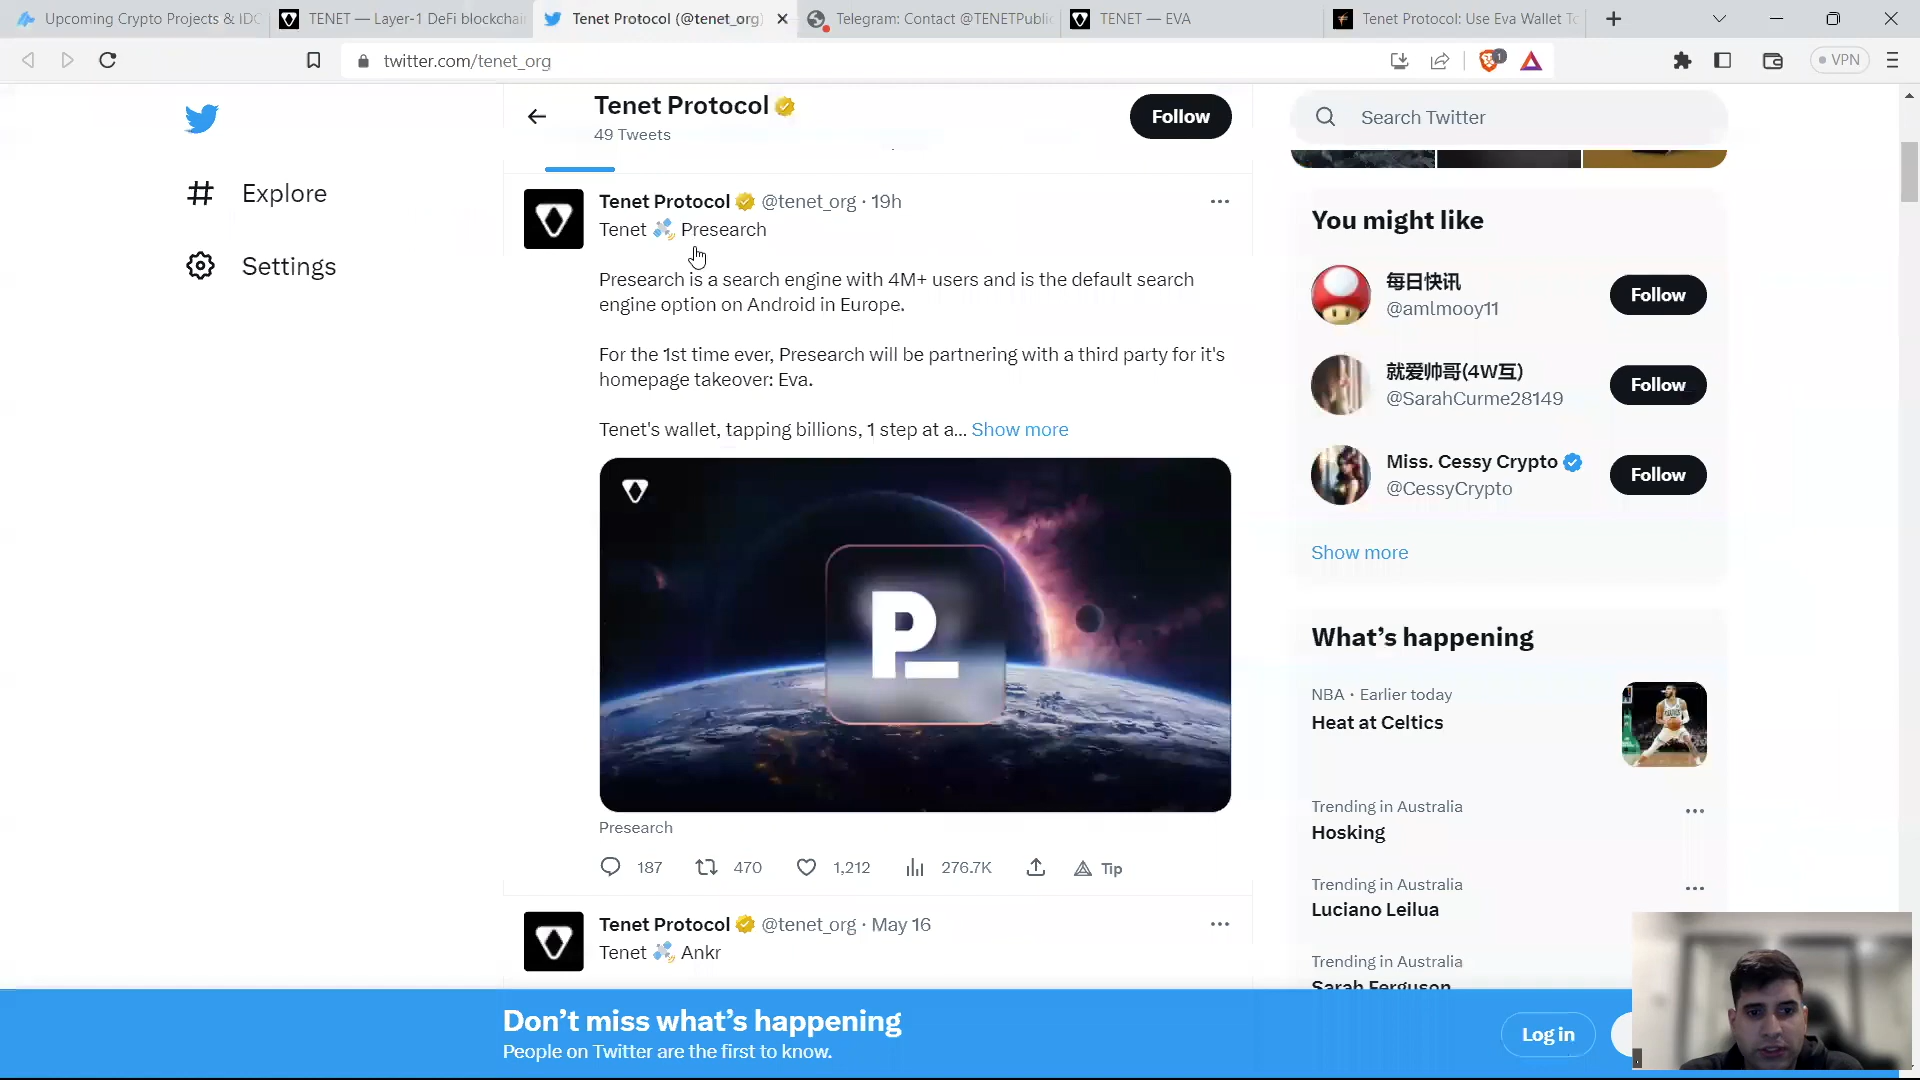 Upcoming Crypto Projects & IDO
TENET — Layer-1 DeFi blockchain
Tenet Protocol (@tenet_org)
Telegram: Contact @TENETPublic
TENET — EVA
Tenet Protocol: Use Eva Wallet To
twitter.com/tenet_org
1
VPN
Tenet Protocol
49 Tweets
Follow
Search Twitter
Explore
Settings
Tenet Protocol @tenet_org · 19h
Tenet 🛰️ Presearch
Presearch is a search engine with 4M+ users and is the default search
engine option on Android in Europe.
For the 1st time ever, Presearch will be partnering with a third party for it's
homepage takeover: Eva.
Tenet's wallet, tapping billions, 1 step at a... Show more
P_
Presearch
187
470
1,212
276.7K
Tip
Tenet Protocol @tenet_org · May 16
Tenet 🛰️ Ankr
You might like
每日快讯
@amlmooy11
Follow
就爱帅哥(4W互)
@SarahCurme28149
Follow
Miss. Cessy Crypto
@CessyCrypto
Follow
Show more
What’s happening
NBA · Earlier today
Heat at Celtics
Trending in Australia
Hosking
Trending in Australia
Luciano Leilua
Trending in Australia
Sarah Ferguson
Don’t miss what’s happening
People on Twitter are the first to know.
Log in